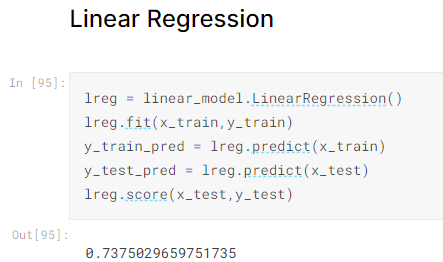 Linear Regression
In [95]:
lreg = linear_model.LinearRegression()
lreg.fit(x_train,y_train)
y_train_pred = lreg.predict(x_train)
y_test_pred = lreg.predict(x_test)
lreg.score(x_test,y_test)
Out[95]:
0.7375029659751735